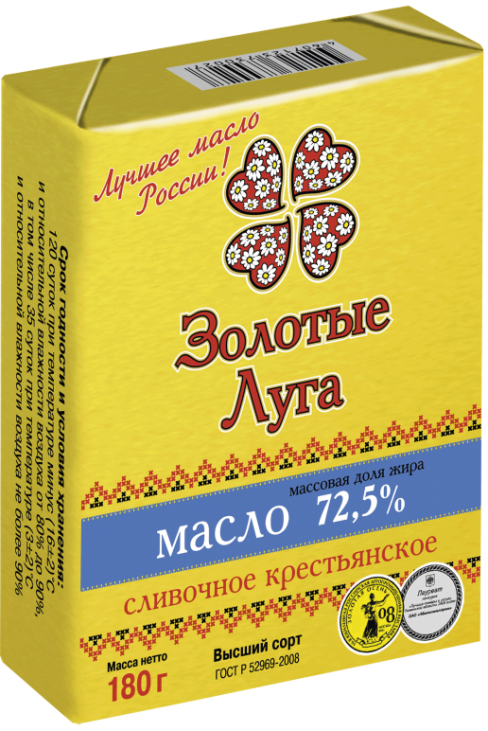 Лучшее масло
России!
Золотые
Луга
массовая доля жира
масло 72,5%
сливочное крестьянское
Масса нетто
180 г
Высший сорт
ГОСТ Р 52969-2008
ЗОЛОТАЯ ОСЕНЬ
08
Лауреат
Срок годности и условия хранения:
120 суток при температуре минус (16±2)°С
и относительной влажности воздуха от 80% до 90%,
в том числе 35 суток при температуре (3±2)°С
и относительной влажности воздуха не более 90%